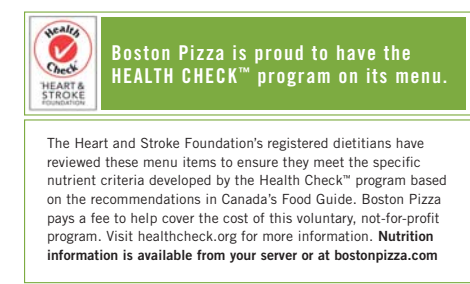 Health
Check™
HEART &
STROKE
FOUNDATION
Boston Pizza is proud to have the
HEALTH CHECK™ program on its menu.
The Heart and Stroke Foundation's registered dietitians have
reviewed these menu items to ensure they meet the specific
nutrient criteria developed by the Health Check™ program based
on the recommendations in Canada's Food Guide. Boston Pizza
pays a fee to help cover the cost of this voluntary, not-for-profit
program. Visit healthcheck.org for more information. Nutrition
information is available from your server or at bostonpizza.com